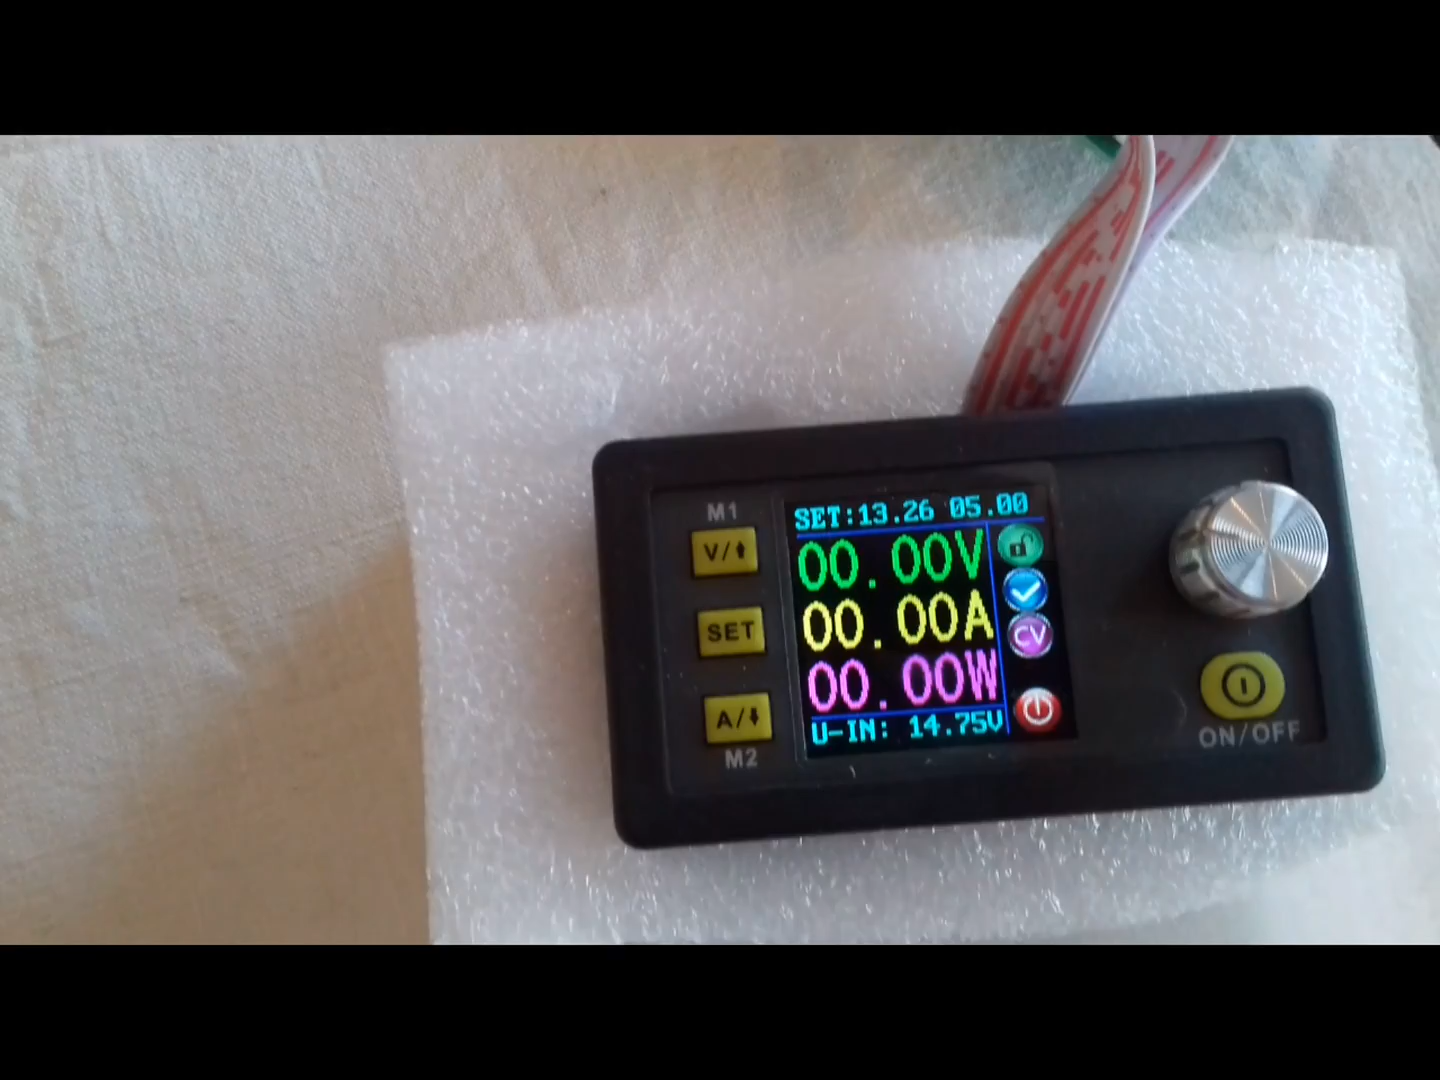 M1
V/⬆
SET
A/⬇
M2
SET:13.26 05.00
00.00V
00.00A
00.00W
U-IN: 14.75V
CV
ON/OFF